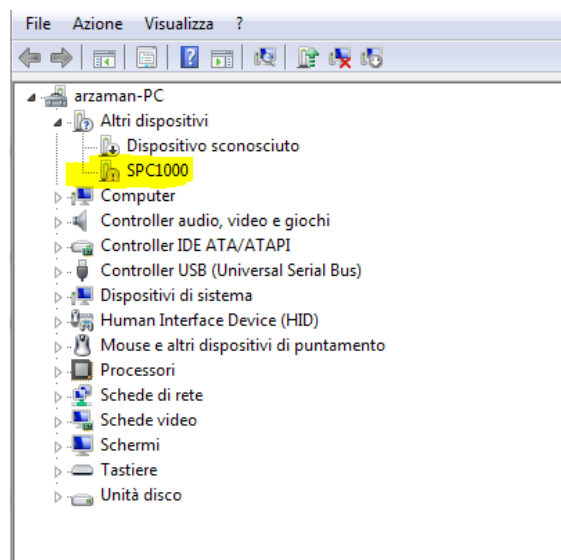 File Azione Visualizza ?
arzaman-PC
Altri dispositivi
Dispositivo sconosciuto
SPC1000
Computer
Controller audio, video e giochi
Controller IDE ATA/ATAPI
Controller USB (Universal Serial Bus)
Dispositivi di sistema
Human Interface Device (HID)
Mouse e altri dispositivi di puntamento
Processori
Schede di rete
Schede video
Schermi
Tastiere
Unità disco